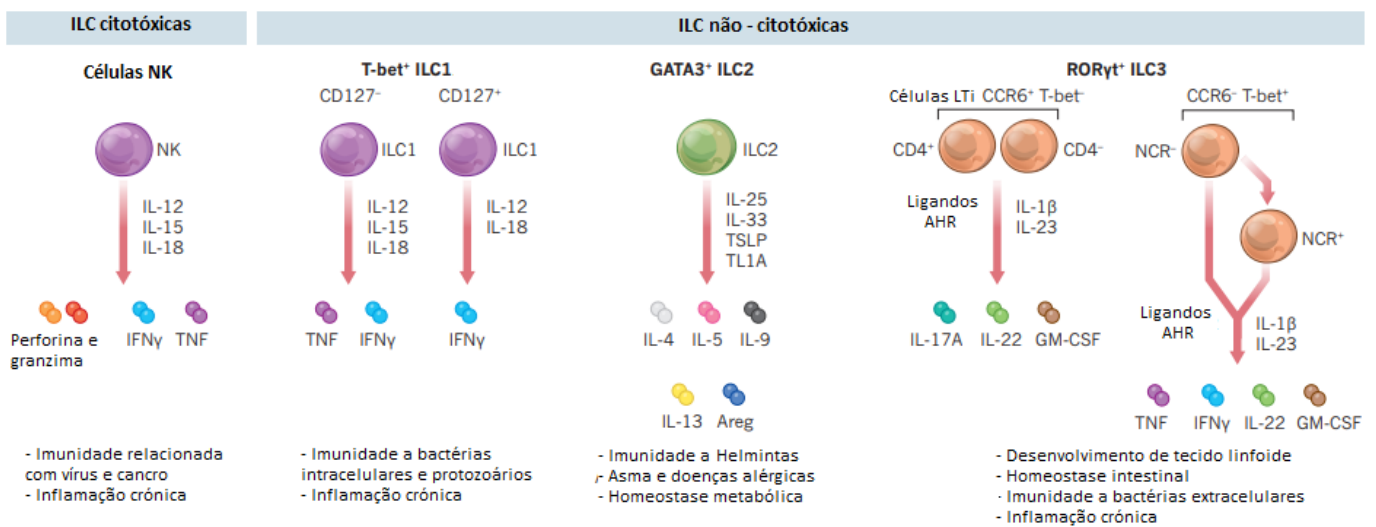 ILC citotóxicas
ILC não - citotóxicas
Células NK
NK
IL-12
IL-15
IL-18
Perforina e
granzima
IFNγ
TNF
- Imunidade relacionada
com vírus e cancro
- Inflamação crónica
T-bet⁺ ILC1
CD127⁻
CD127⁺
ILC1
ILC1
IL-12
IL-15
IL-18
IL-12
IL-18
TNF
IFNγ
IFNγ
- Imunidade a bactérias
intracelulares e protozoários
- Inflamação crónica
GATA3⁺ ILC2
ILC2
IL-25
IL-33
TSLP
TL1A
IL-4
IL-5
IL-9
IL-13
Areg
- Imunidade a Helmintas
- Asma e doenças alérgicas
- Homeostase metabólica
RORγt⁺ ILC3
Células LTi CCR6⁺ T-bet⁻
CCR6⁻ T-bet⁺
CD4⁺
CD4⁻
Ligandos
AHR
IL-1β
IL-23
IL-17A
IL-22
GM-CSF
NCR⁻
NCR⁺
Ligandos
AHR
IL-1β
IL-23
TNF
IFNγ
IL-22
GM-CSF
- Desenvolvimento de tecido linfoide
- Homeostase intestinal
· Imunidade a bactérias extracelulares
- Inflamação crónica